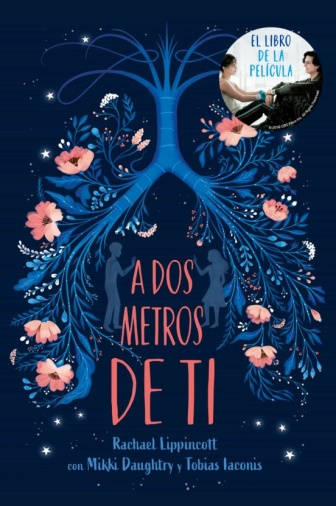 EL LIBRO
DE LA
PELÍCULA
A DOS
METROS
DE TI
Rachael Lippincott
con Mikki Daughtry y Tobias Iaconis